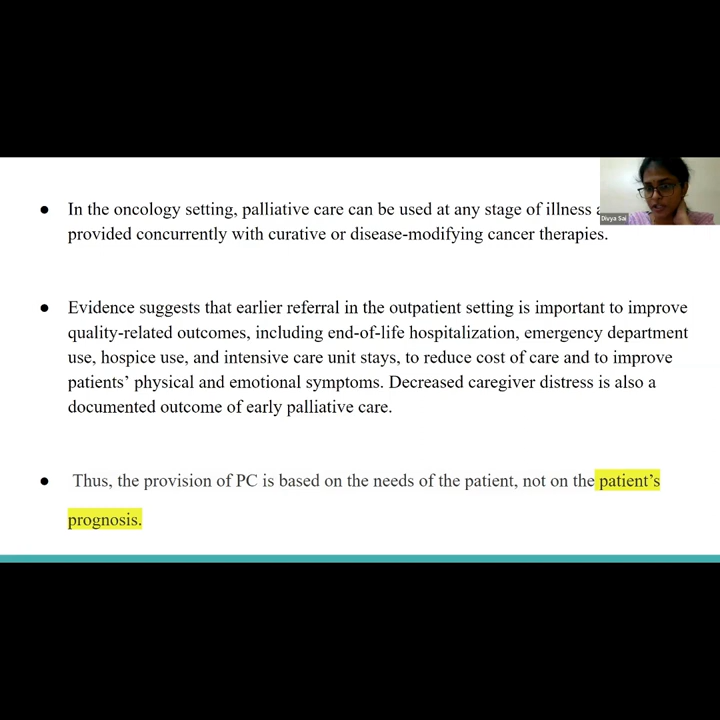 ● In the oncology setting, palliative care can be used at any stage of illness
provided concurrently with curative or disease-modifying cancer therapies.
Divya Sai
● Evidence suggests that earlier referral in the outpatient setting is important to improve
quality-related outcomes, including end-of-life hospitalization, emergency department
use, hospice use, and intensive care unit stays, to reduce cost of care and to improve
patients’ physical and emotional symptoms. Decreased caregiver distress is also a
documented outcome of early palliative care.
● Thus, the provision of PC is based on the needs of the patient, not on the patient’s
prognosis.